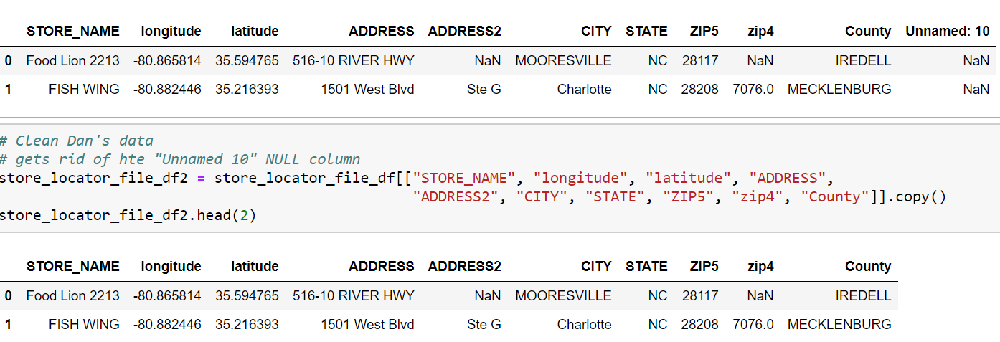 STORE_NAME longitude latitude ADDRESS ADDRESS2 CITY STATE ZIP5 zip4 County Unnamed: 10
0 Food Lion 2213 -80.865814 35.594765 516-10 RIVER HWY NaN MOORESVILLE NC 28117 NaN IREDELL NaN
1 FISH WING -80.882446 35.216393 1501 West Blvd Ste G Charlotte NC 28208 7076.0 MECKLENBURG NaN
# Clean Dan's data
# gets rid of hte "Unnamed 10" NULL column
store_locator_file_df2 = store_locator_file_df[["STORE_NAME", "longitude", "latitude", "ADDRESS",
"ADDRESS2", "CITY", "STATE", "ZIP5", "zip4", "County"]].copy()
store_locator_file_df2.head(2)
STORE_NAME longitude latitude ADDRESS ADDRESS2 CITY STATE ZIP5 zip4 County
0 Food Lion 2213 -80.865814 35.594765 516-10 RIVER HWY NaN MOORESVILLE NC 28117 NaN IREDELL
1 FISH WING -80.882446 35.216393 1501 West Blvd Ste G Charlotte NC 28208 7076.0 MECKLENBURG